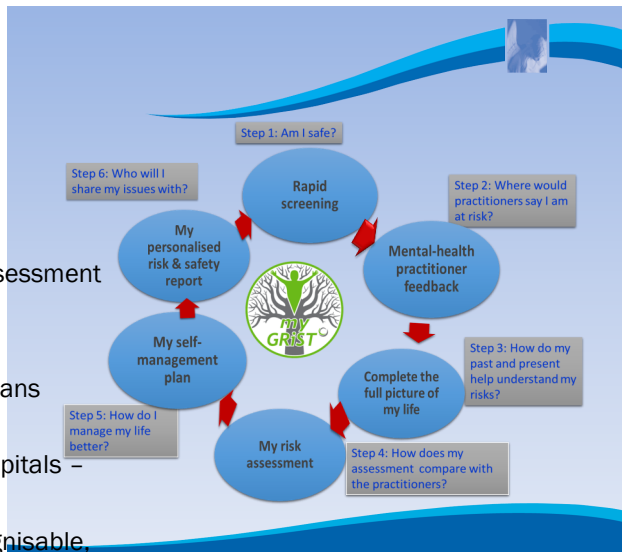 Step 1: Am I safe?
Rapid
screening
Step 2: Where would
practitioners say I am
at risk?
Mental-health
practitioner
feedback
Step 3: How do my
past and present
help understand my
risks?
Complete the
full picture of
my life
Step 4: How does my
assessment compare with
the practitioners?
My risk
assessment
Step 5: How do I
manage my life
better?
My self-
management
plan
Step 6: Who will I
share my issues with?
My
personalised
risk & safety
report
my
GRiST
©
sessment
ans
pitals –
gnisable,